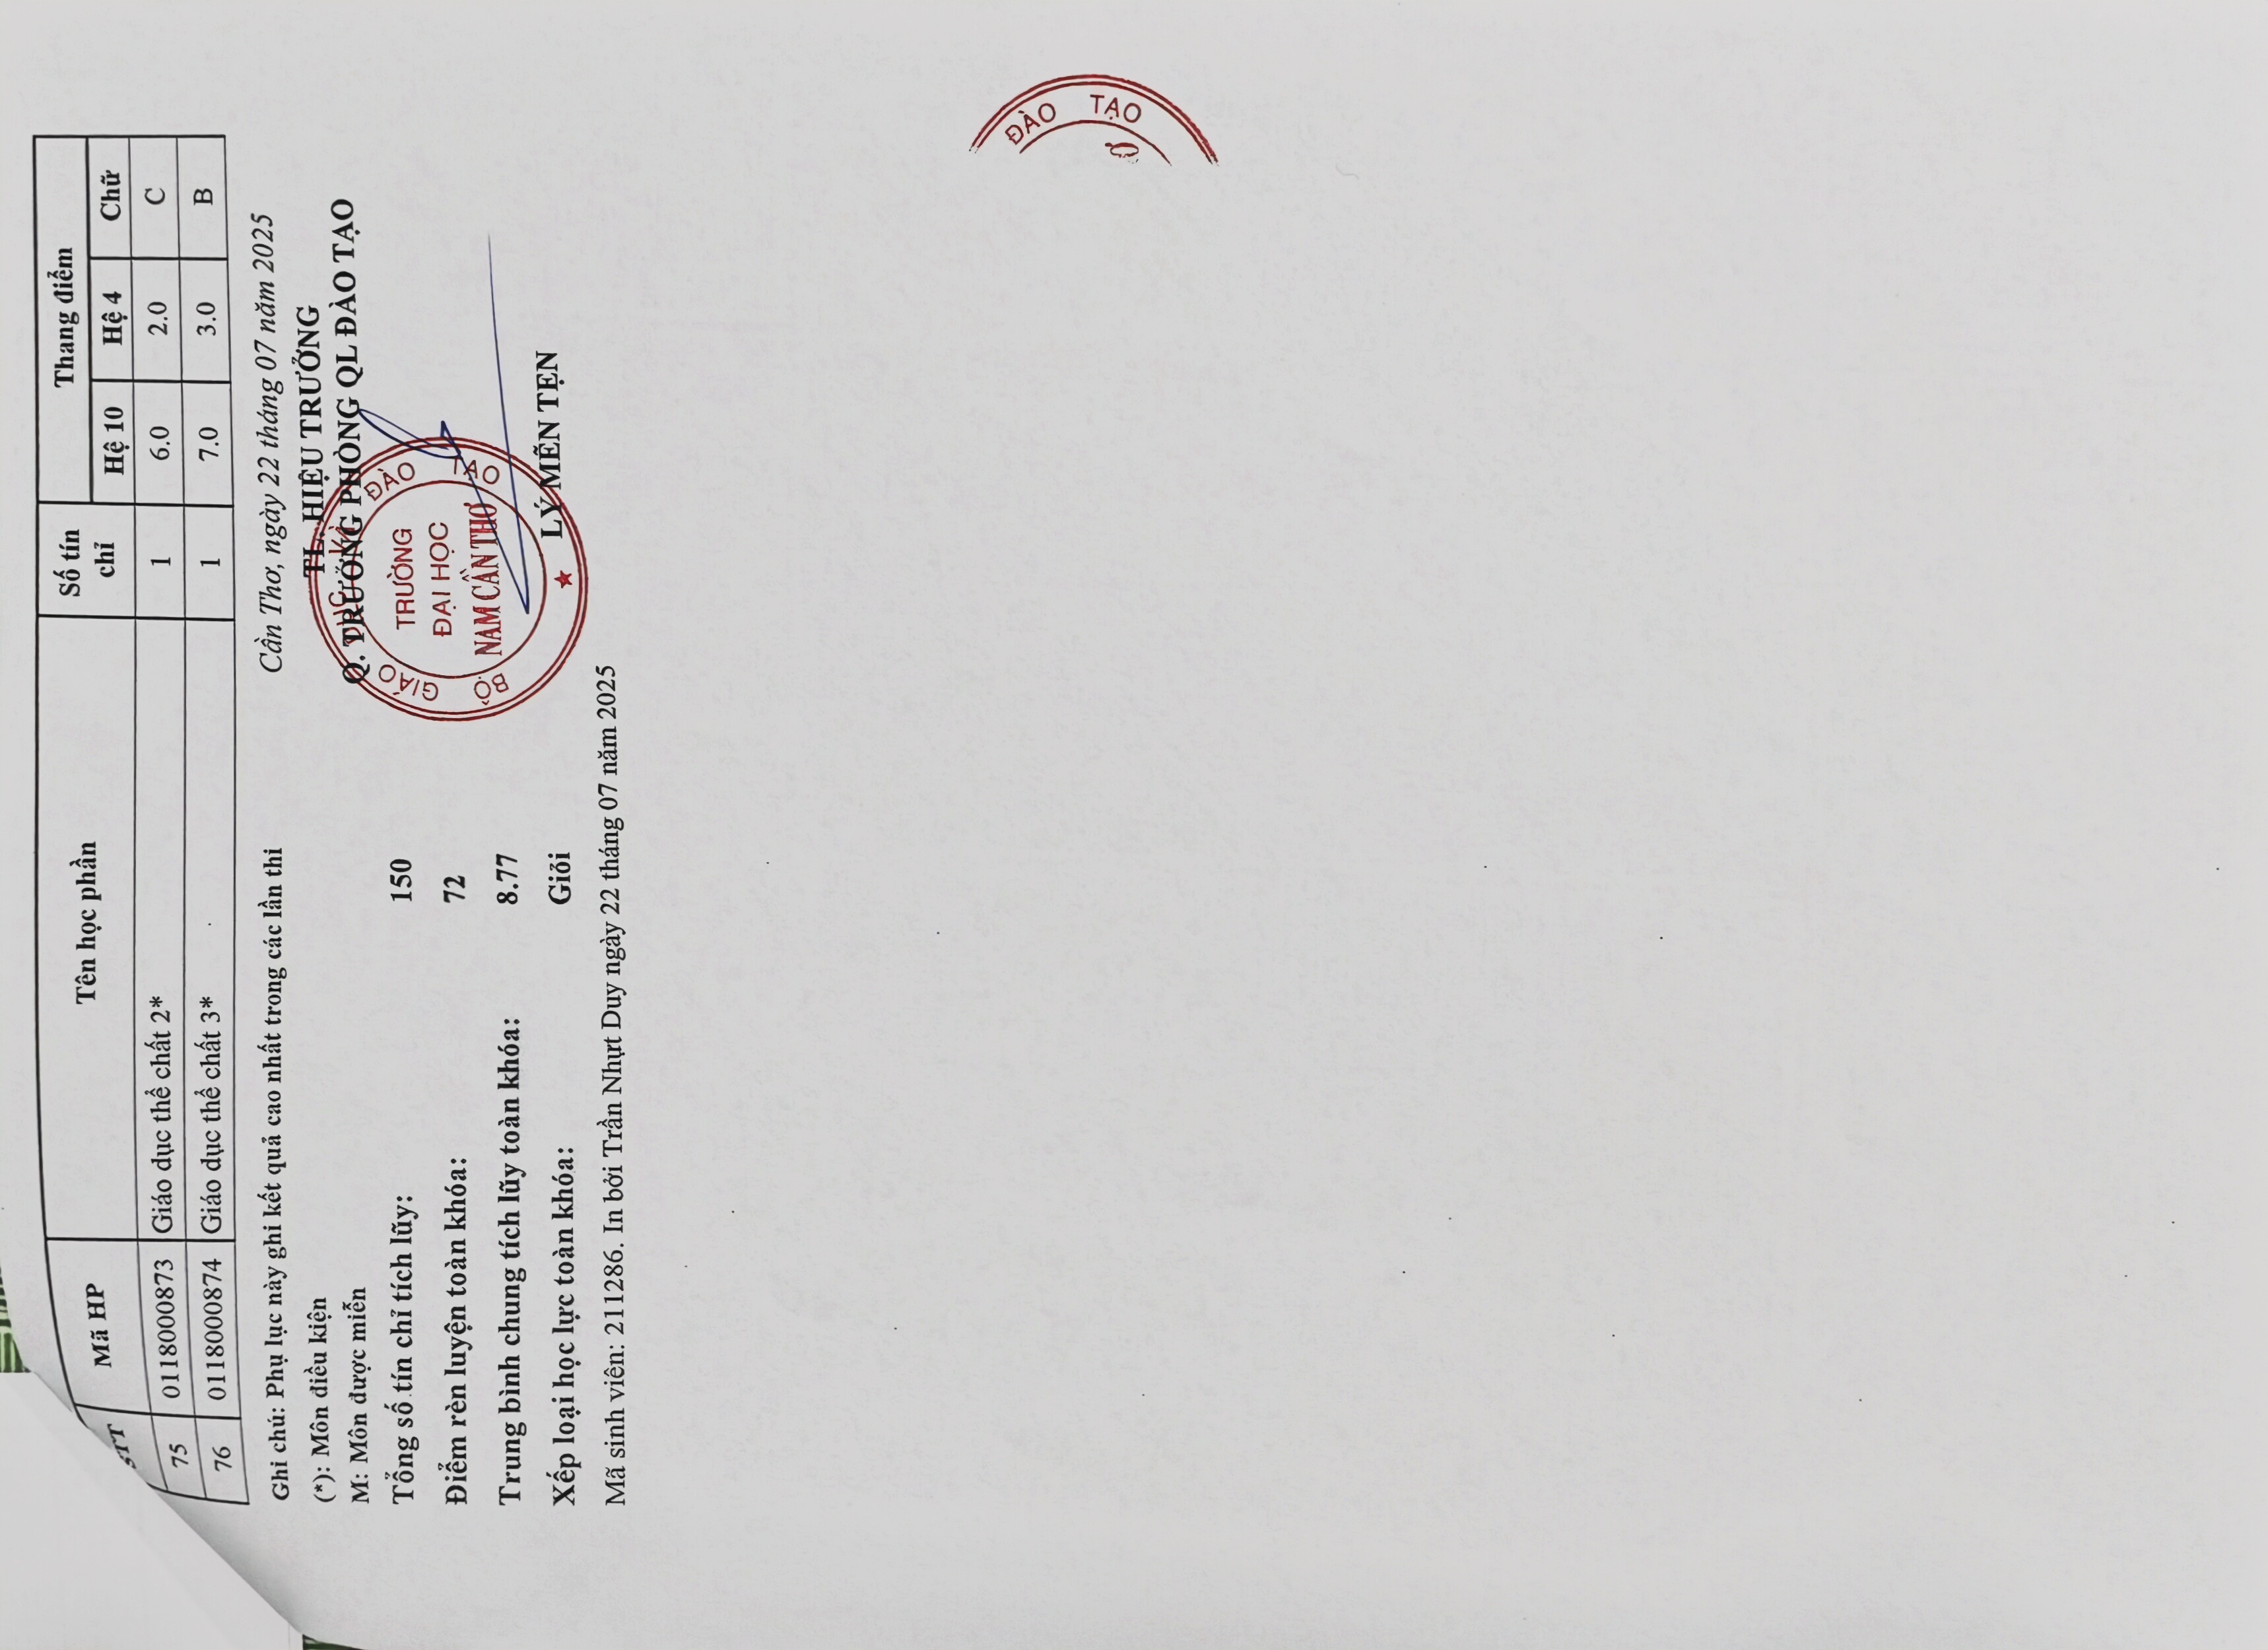 STT Mã HP Tên học phần Số tín chỉ Thang điểm
Hệ 10 Hệ 4 Chữ
75 0118000873 Giáo dục thể chất 2* 1 6.0 2.0 C
76 0118000874 Giáo dục thể chất 3* 1 7.0 3.0 B
Ghi chú: Phụ lục này ghi kết quả cao nhất trong các lần thi
(*): Môn điều kiện
M: Môn được miễn
Tổng số tín chỉ tích lũy: 150
Điểm rèn luyện toàn khóa: 72
Trung bình chung tích lũy toàn khóa: 8.77
Xếp loại học lực toàn khóa: Giỏi
Mã sinh viên: 211286. In bởi Trần Nhựt Duy ngày 22 tháng 07 năm 2025
Cần Thơ, ngày 22 tháng 07 năm 2025
TL. HIỆU TRƯỞNG
Q. TRƯỞNG PHÒNG QL ĐÀO TẠO
BỘ GIÁO DỤC VÀ ĐÀO TẠO
TRƯỜNG
ĐẠI HỌC
NAM CẦN THƠ
LÝ MẼN TẸN
ĐÀO TẠO
Ơ